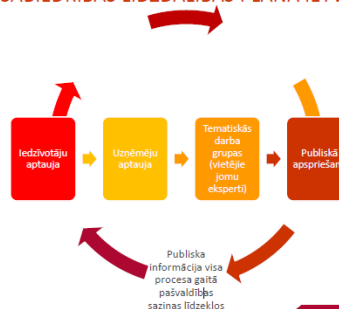 Iedzīvotāju
aptauja
Uzņēmēju
aptauja
Tematiskās
darba
grupas
(vietējie
jomu
eksperti)
Publiskā
Publiska
informācija visa
procesa gaitā
pašvaldības
saziņas līdzekļos